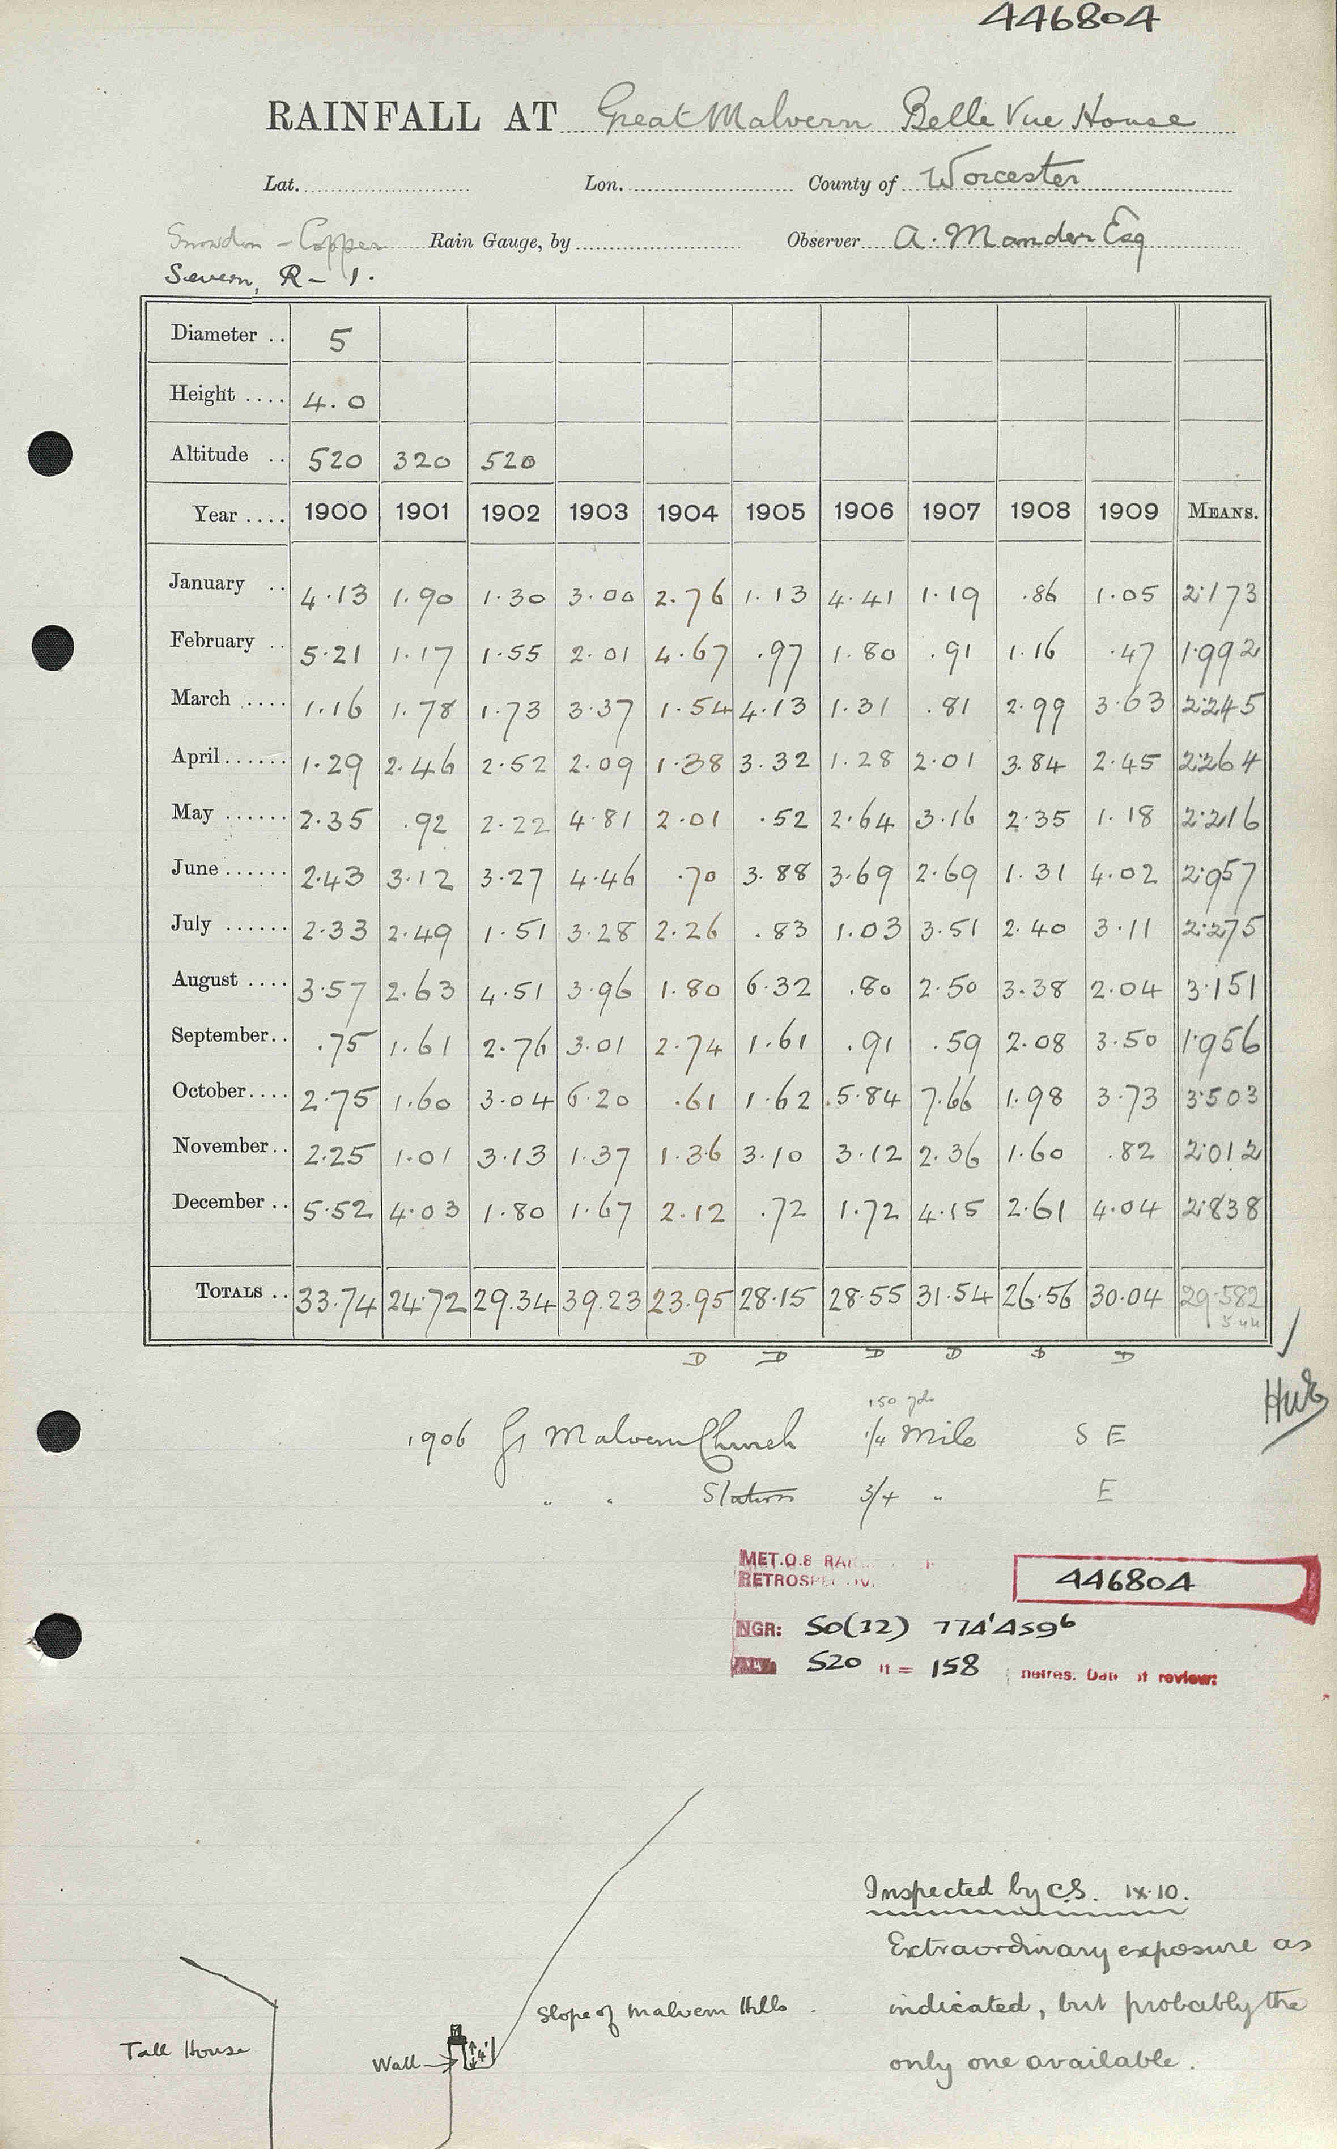 446804
RAINFALL AT Great Malvern Belle Vue House
Lat. Lon. County of Worcester
Snowdon - Copper Rain Gauge, by Observer A. Mander Esq
Severn, R - 1.
Diameter .. 5
Height .... 4.0
Altitude .. 520 320 520
Year .... 1900 1901 1902 1903 1904 1905 1906 1907 1908 1909 MEANS.
January .. 4.13 1.90 1.30 3.00 2.76 1.13 4.41 1.19 .86 1.05 2.173
February .. 5.21 1.17 1.55 2.01 4.67 .97 1.80 .91 1.16 .47 1.992
March .... 1.16 1.78 1.73 3.37 1.54 4.13 1.31 .81 2.99 3.63 2.245
April ...... 1.29 2.46 2.52 2.09 1.38 3.32 1.28 2.01 3.84 2.45 2.264
May ...... 2.35 .92 2.22 4.81 2.01 .52 2.64 3.16 2.35 1.18 2.216
June ...... 2.43 3.12 3.27 4.46 .70 3.88 3.69 2.69 1.31 4.02 2.957
July ...... 2.33 2.49 1.51 3.28 2.26 .83 1.03 3.51 2.40 3.11 2.275
August .... 3.57 2.63 4.51 3.96 1.80 6.32 .80 2.50 3.38 2.04 3.151
September.. .75 1.61 2.76 3.01 2.74 1.61 .91 .59 2.08 3.50 1.956
October.... 2.75 1.60 3.04 6.20 .61 1.62 5.84 7.66 1.98 3.73 3.503
November.. 2.25 1.01 3.13 1.37 1.36 3.10 3.12 2.36 1.60 .82 2.012
December .. 5.52 4.03 1.80 1.67 2.12 .72 1.72 4.15 2.61 4.04 2.838
TOTALS .. 33.74 24.72 29.34 39.23 23.95 28.15 28.55 31.54 26.56 30.04 29.582
544
D D D D D D
150 yds
1906 Gt Malvern Church 1/4 Mile S E
" " Station 3/4 " E
MET.O.8
446804
NGR: SO(32) 774'459⁶
520 = 158 metres. Date of review:
Inspected by C.S. IX.10.
Extraordinary exposure as
indicated, but probably the
only one available.
Slope of Malvern Hills
Tall House
Wall → 4'